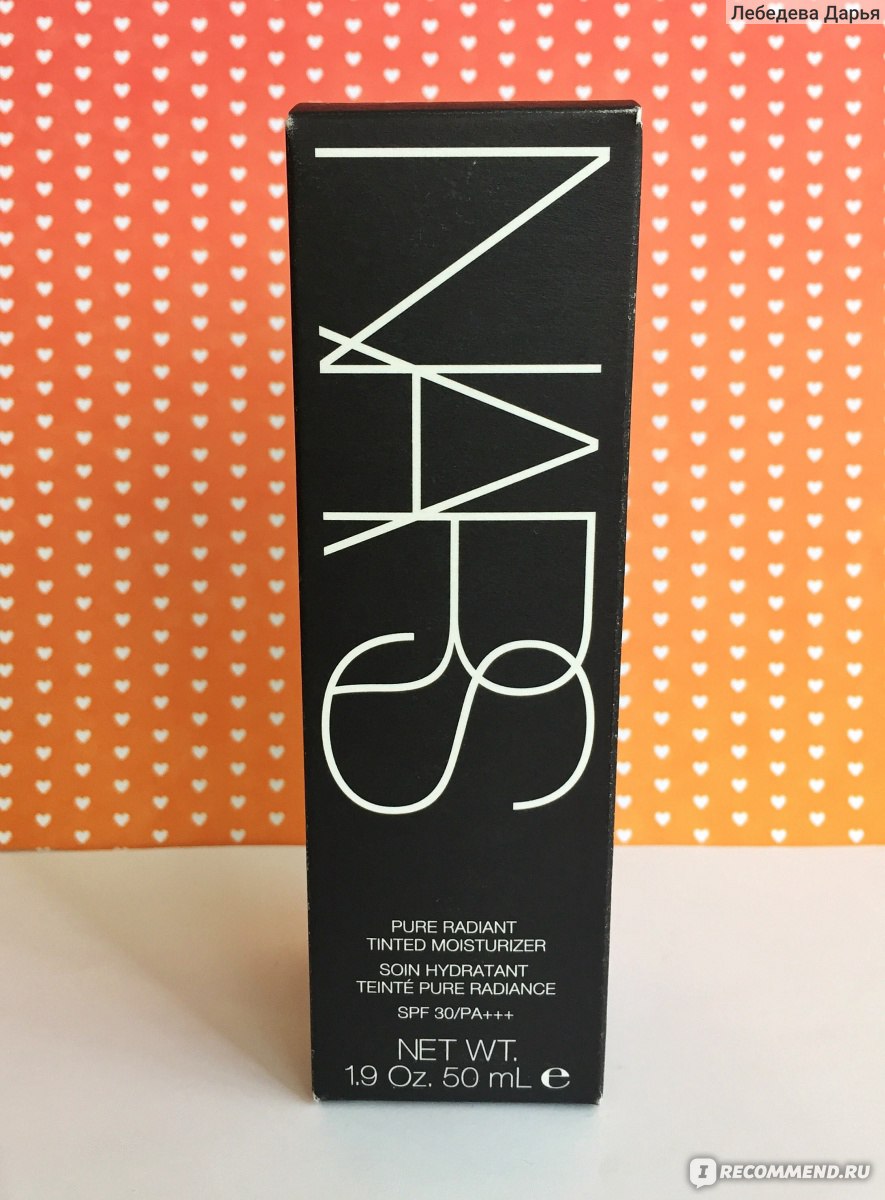 Лебедева Дарья
NARS
PURE RADIANT
TINTED MOISTURIZER
SOIN HYDRATANT
TEINTÉ PURE RADIANCE
SPF 30/PA+++
NET WT.
1.9 Oz. 50 mL e
I RECOMMEND.RU